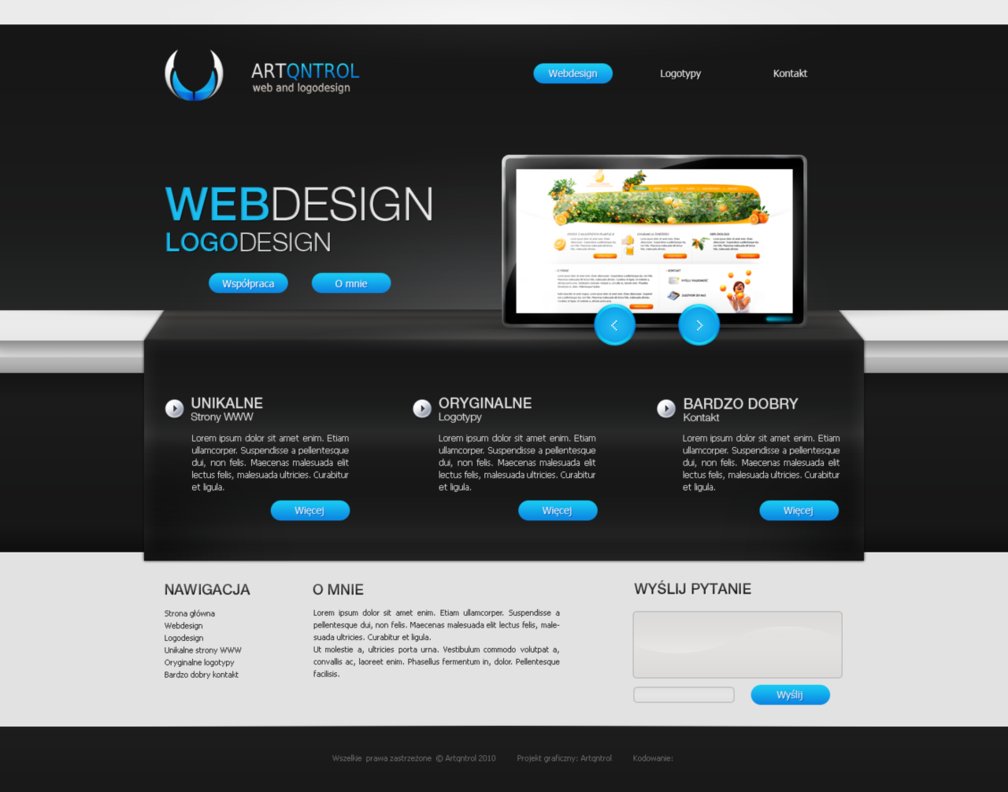 ARTQNTROL
web and logodesign
Webdesign
Logotypy
Kontakt
WEBDESIGN
LOGODESIGN
Współpraca
O mnie
UNIKALNE
Strony WWW
Lorem ipsum dolor sit amet enim. Etiam
ullamcorper. Suspendisse a pellentesque
dui, non felis. Maecenas malesuada elit
lectus felis, malesuada ultricies. Curabitur
et ligula.
Więcej
ORYGINALNE
Logotypy
Lorem ipsum dolor sit amet enim. Etiam
ullamcorper. Suspendisse a pellentesque
dui, non felis. Maecenas malesuada elit
lectus felis, malesuada ultricies. Curabitur
et ligula.
Więcej
BARDZO DOBRY
Kontakt
Lorem ipsum dolor sit amet enim. Etiam
ullamcorper. Suspendisse a pellentesque
dui, non felis. Maecenas malesuada elit
lectus felis, malesuada ultricies. Curabitur
et ligula.
Więcej
NAWIGACJA
Strona główna
Webdesign
Logodesign
Unikalne strony WWW
Oryginalne logotypy
Bardzo dobry kontakt
O MNIE
Lorem ipsum dolor sit amet enim. Etiam ullamcorper. Suspendisse a
pellentesque dui, non felis. Maecenas malesuada elit lectus felis, male-
suada ultricies. Curabitur et ligula.
Ut molestie a, ultricies porta urna. Vestibulum commodo volutpat a,
convallis ac, laoreet enim. Phasellus fermentum in, dolor. Pellentesque
facilisis.
WYŚLIJ PYTANIE
Wyślij
Wszelkie prawa zastrzeżone © Artqntrol 2010
Projekt graficzny: Artqntrol
Kodowanie: